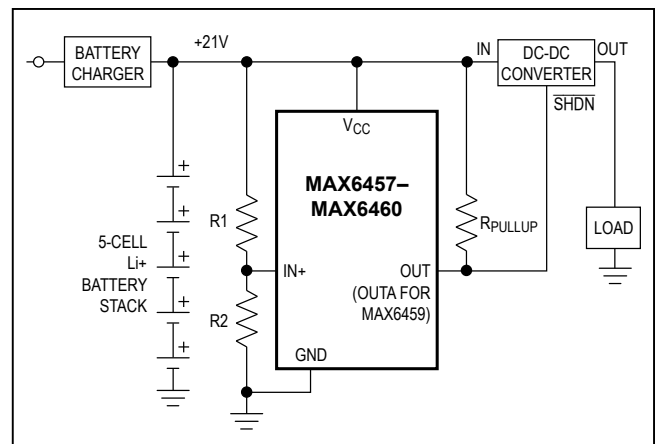 BATTERY
CHARGER
+21V
IN
DC-DC
CONVERTER
OUT
SHDN
VCC
MAX6457–
MAX6460
R1
RPULLUP
LOAD
5-CELL
Li+
BATTERY
STACK
IN+
OUT
(OUTA FOR
MAX6459)
R2
GND
+
+
+
+
+